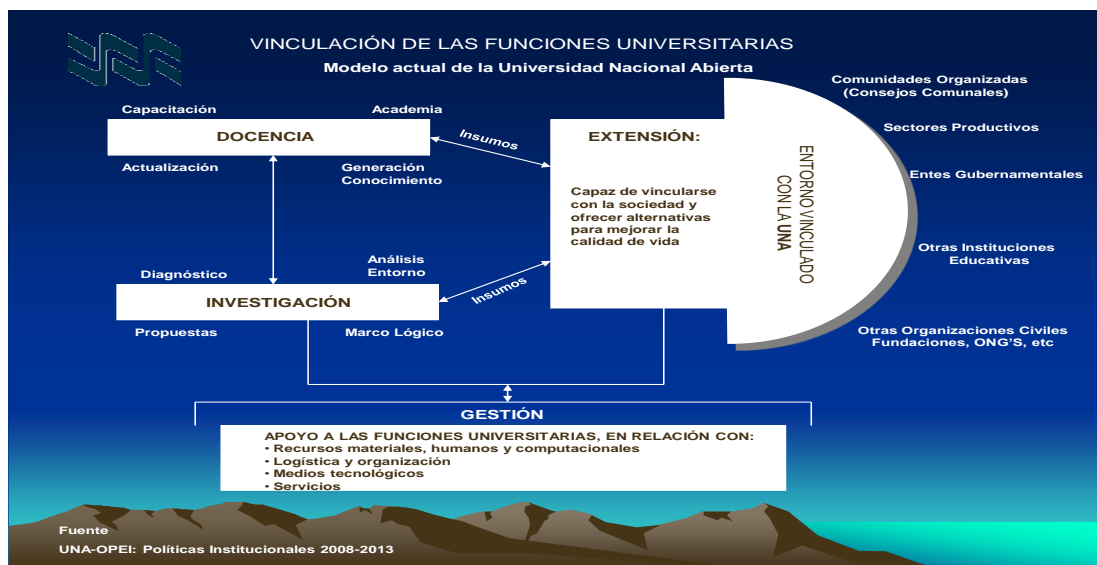 VINCULACIÓN DE LAS FUNCIONES UNIVERSITARIAS
Modelo actual de la Universidad Nacional Abierta
Capacitación
Academia
DOCENCIA
Actualización
Generación
Conocimiento
Insumos
Diagnóstico
Análisis
Entorno
INVESTIGACIÓN
Propuestas
Marco Lógico
Insumos
EXTENSIÓN:
Capaz de vincularse
con la sociedad y
ofrecer alternativas
para mejorar la
calidad de vida
ENTORNO VINCULADO
CON LA UNA
Comunidades Organizadas
(Consejos Comunales)
Sectores Productivos
Entes Gubernamentales
Otras Instituciones
Educativas
Otras Organizaciones Civiles
Fundaciones, ONG'S, etc
GESTIÓN
APOYO A LAS FUNCIONES UNIVERSITARIAS, EN RELACIÓN CON:
• Recursos materiales, humanos y computacionales
• Logística y organización
• Medios tecnológicos
• Servicios
Fuente
UNA-OPEI: Políticas Institucionales 2008-2013